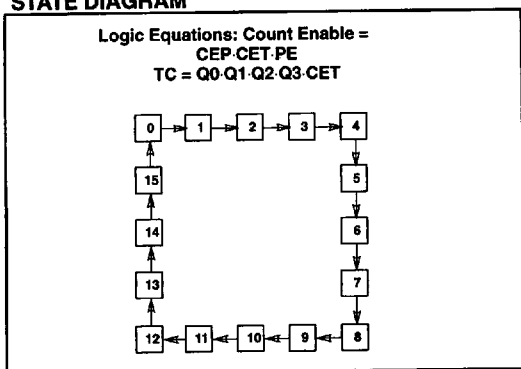 STATE DIAGRAM
Logic Equations: Count Enable =
CEP·CET·PE
TC = Q0·Q1·Q2·Q3·CET
0 1 2 3 4
15 5
14 6
13 7
12 11 10 9 8